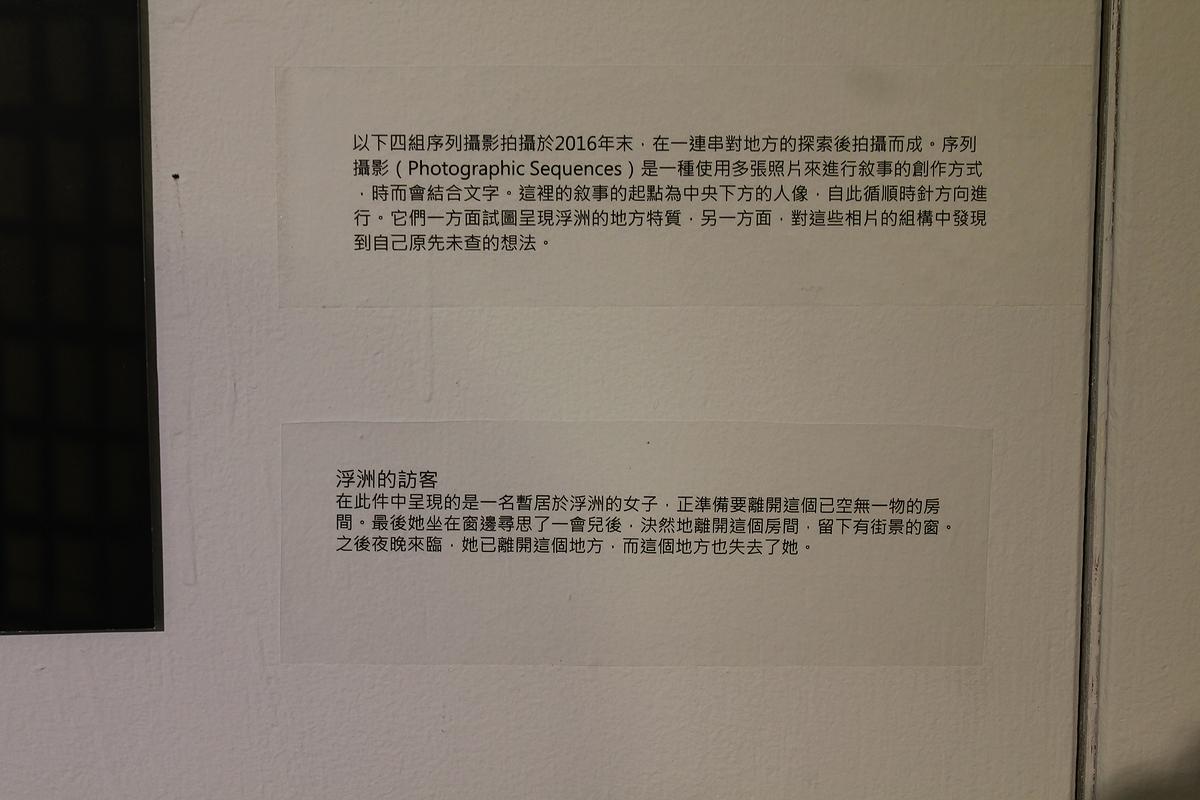 以下四組序列攝影拍攝於2016年末，在一連串對地方的探索後拍攝而成。序列
攝影（Photographic Sequences）是一種使用多張照片來進行敘事的創作方式
，時而會結合文字。這裡的敘事的起點為中央下方的人像，自此循順時針方向進
行。它們一方面試圖呈現浮洲的地方特質，另一方面，對這些相片的組構中發現
到自己原先未查的想法。
浮洲的訪客
在此件中呈現的是一名暫居於浮洲的女子，正準備要離開這個已空無一物的房
間。最後她坐在窗邊尋思了一會兒後，決然地離開這個房間，留下有街景的窗。
之後夜晚來臨，她已離開這個地方，而這個地方也失去了她。